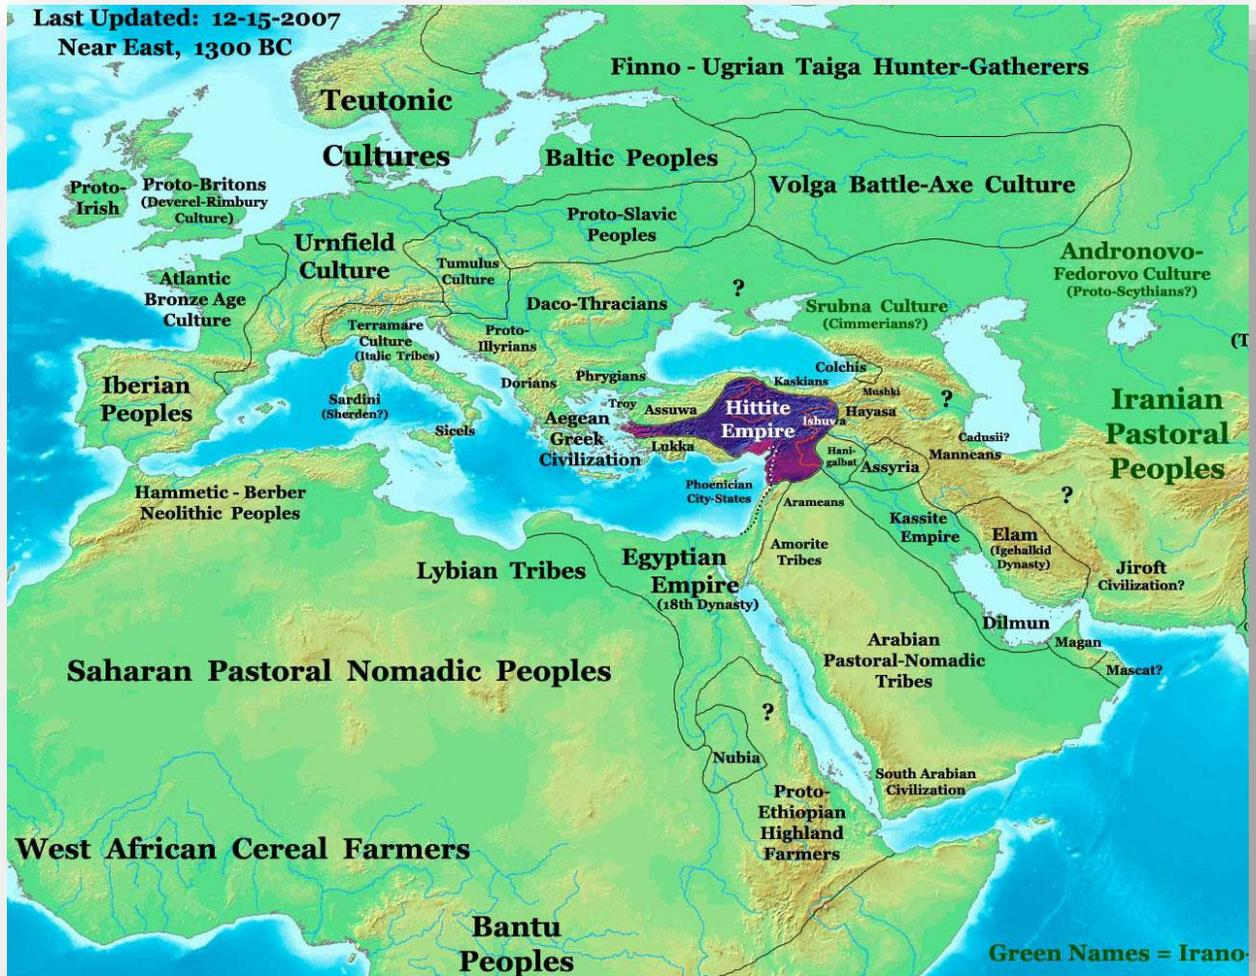 Last Updated: 12-15-2007
Near East, 1300 BC
Finno - Ugrian Taiga Hunter-Gatherers
Teutonic
Cultures
Baltic Peoples
Volga Battle-Axe Culture
Proto-
Irish
Proto-Britons
(Deverel-Rimbury
Culture)
Proto-Slavic
Peoples
Urnfield
Culture
Tumulus
Culture
Andronovo-
Fedorovo Culture
(Proto-Scythians?)
Atlantic
Bronze Age
Culture
?
Daco-Thracians
Srubna Culture
(Cimmerians?)
Terramare
Culture
(Italic Tribes)
Proto-
Illyrians
(T
Iberian
Peoples
Dorians
Phrygians
Colchis
Kaskians
Mushki
?
Sardini
(Sherden?)
Sicels
Troy
Assuwa
Hittite
Empire
Ishuva
Hayasa
Iranian
Pastoral
Peoples
Aegean
Greek
Civilization
Lukka
Hani-
galbat
Assyria
Cadusii?
Manneans
Hammetic - Berber
Neolithic Peoples
Phoenician
City-States
Arameans
?
Kassite
Empire
Elam
(Igehalkid
Dynasty)
Lybian Tribes
Egyptian
Empire
(18th Dynasty)
Amorite
Tribes
Jiroft
Civilization?
Dilmun
Magan
Mascat?
Saharan Pastoral Nomadic Peoples
Arabian
Pastoral-Nomadic
Tribes
?
Nubia
South Arabian
Civilization
Proto-
Ethiopian
Highland
Farmers
West African Cereal Farmers
Bantu
Peoples
Green Names = Irano-